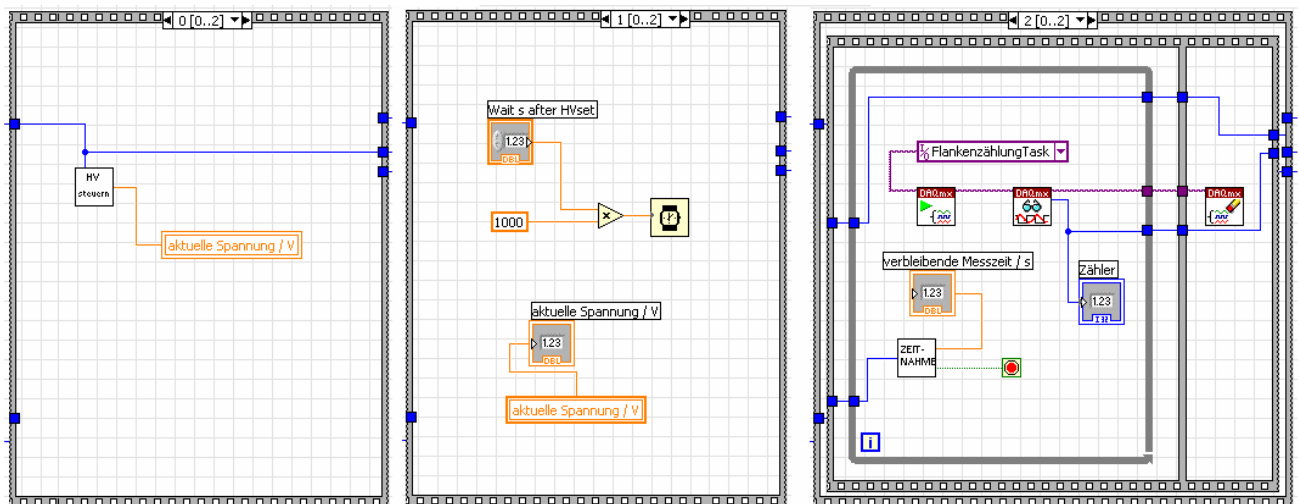 0 [0..2]
HV
steuern
aktuelle Spannung / V
1 [0..2]
Wait s after HVset
1.23
DBL
1000
×
aktuelle Spannung / V
1.23
DBL
aktuelle Spannung / V
2 [0..2]
I/O FlankenzählungTask
DAQmx
DAQmx
DAQmx
verbleibende Messzeit / s
1.23
DBL
Zähler
1.23
I32
ZEIT-
NAHME
i